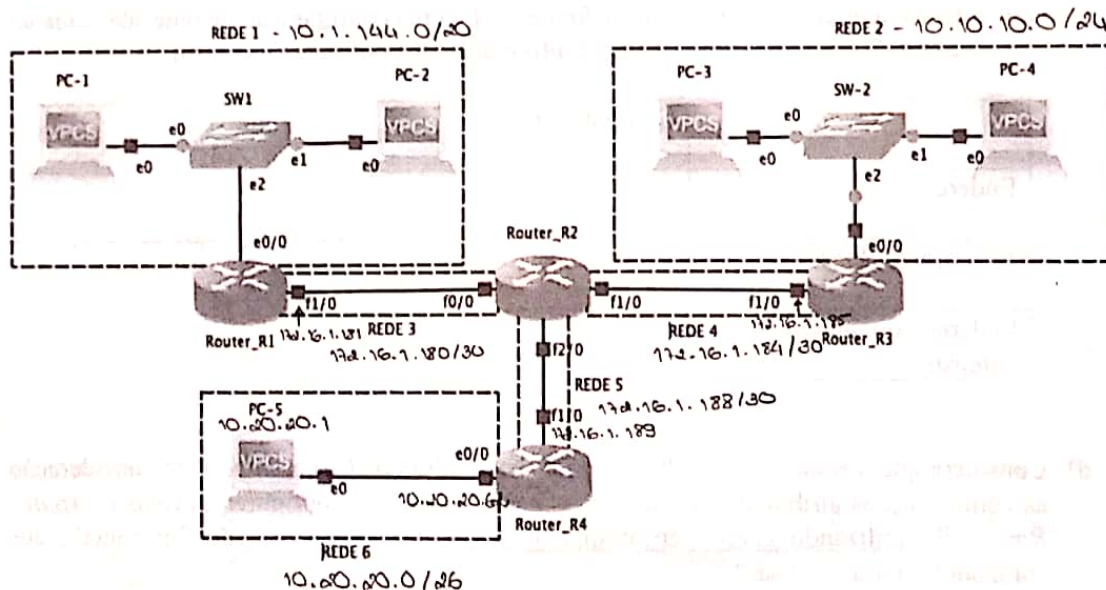 REDE 1 - 10.1.144.0/20
REDE 2 - 10.10.10.0/24
PC-1
PC-2
SW1
VPCS
VPCS
e0
e0
e1
e0
e2
e0/0
PC-3
PC-4
SW-2
VPCS
VPCS
e0
e0
e1
e0
e2
e0/0
Router_R2
f1/0
f0/0
f1/0
f1/0
REDE 3
REDE 4
Router_R1
172.16.1.181
172.16.1.180/30
172.16.1.185
172.16.1.184/30
Router_R3
f2/0
REDE 5
172.16.1.188/30
f1/0
172.16.1.189
PC-5
10.20.20.1
VPCS
e0
e0/0
Router_R4
REDE 6
10.20.20.0/26
d)